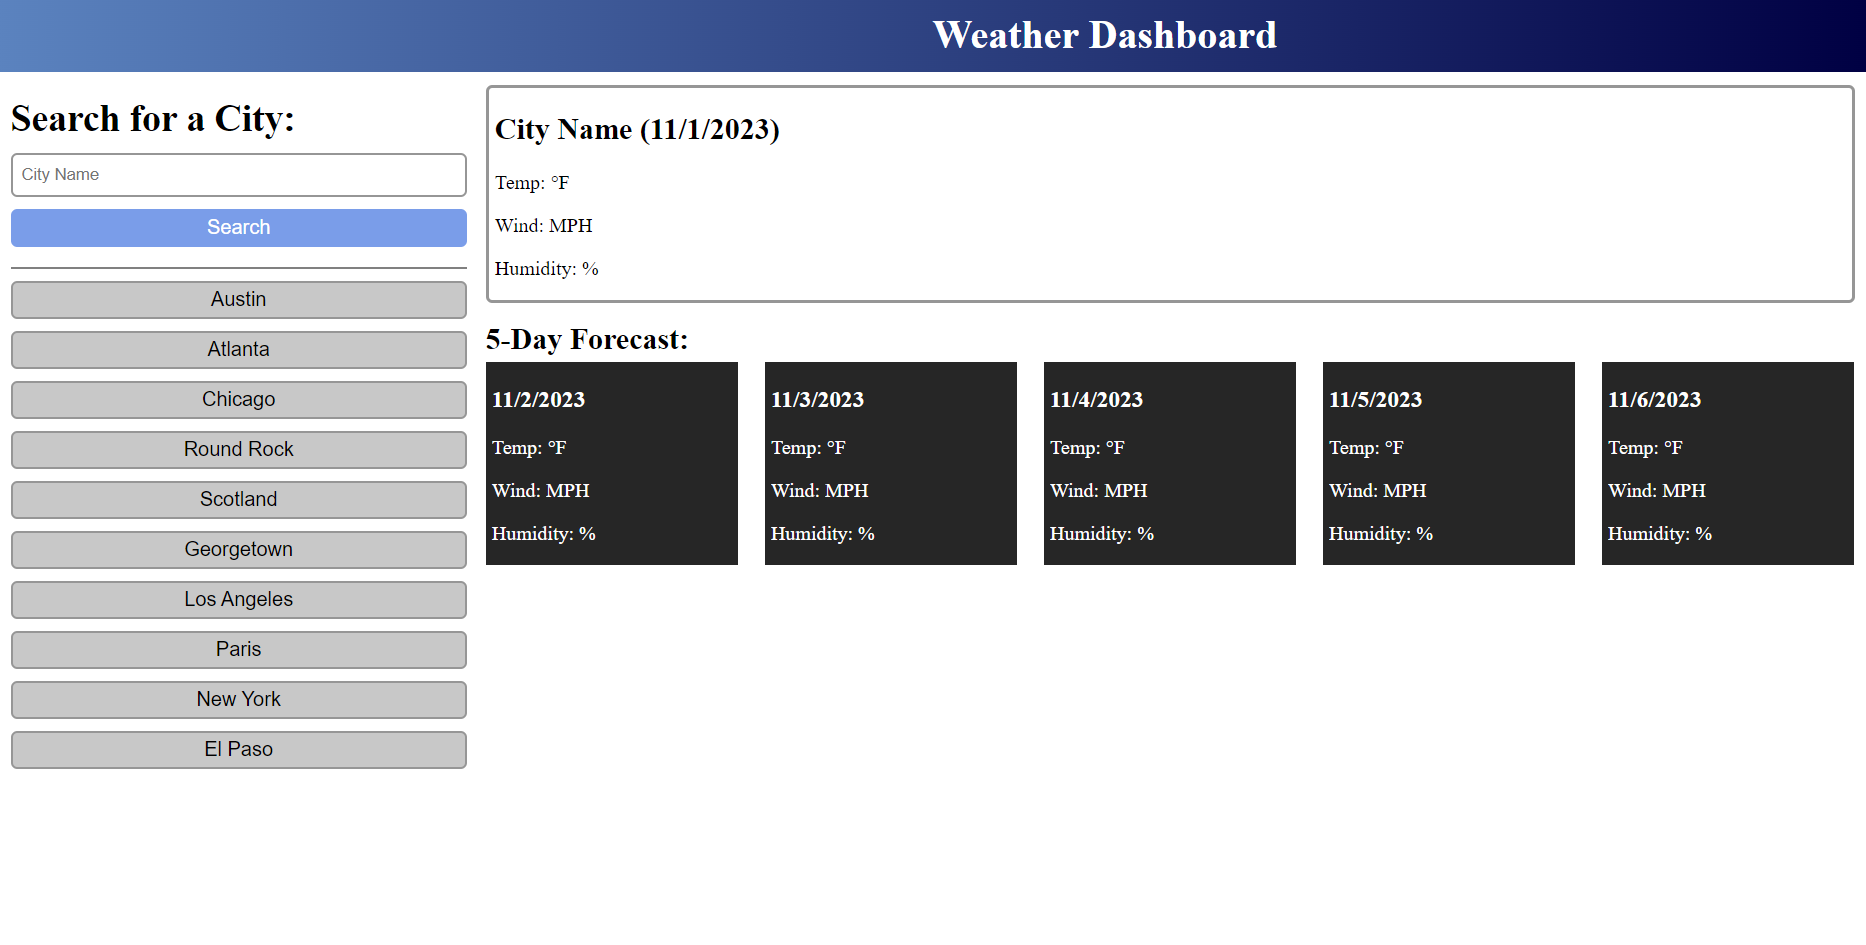 Weather Dashboard
Search for a City:
City Name
Search
Austin
Atlanta
Chicago
Round Rock
Scotland
Georgetown
Los Angeles
Paris
New York
El Paso
City Name (11/1/2023)
Temp: °F
Wind: MPH
Humidity: %
5-Day Forecast:
11/2/2023
Temp: °F
Wind: MPH
Humidity: %
11/3/2023
Temp: °F
Wind: MPH
Humidity: %
11/4/2023
Temp: °F
Wind: MPH
Humidity: %
11/5/2023
Temp: °F
Wind: MPH
Humidity: %
11/6/2023
Temp: °F
Wind: MPH
Humidity: %